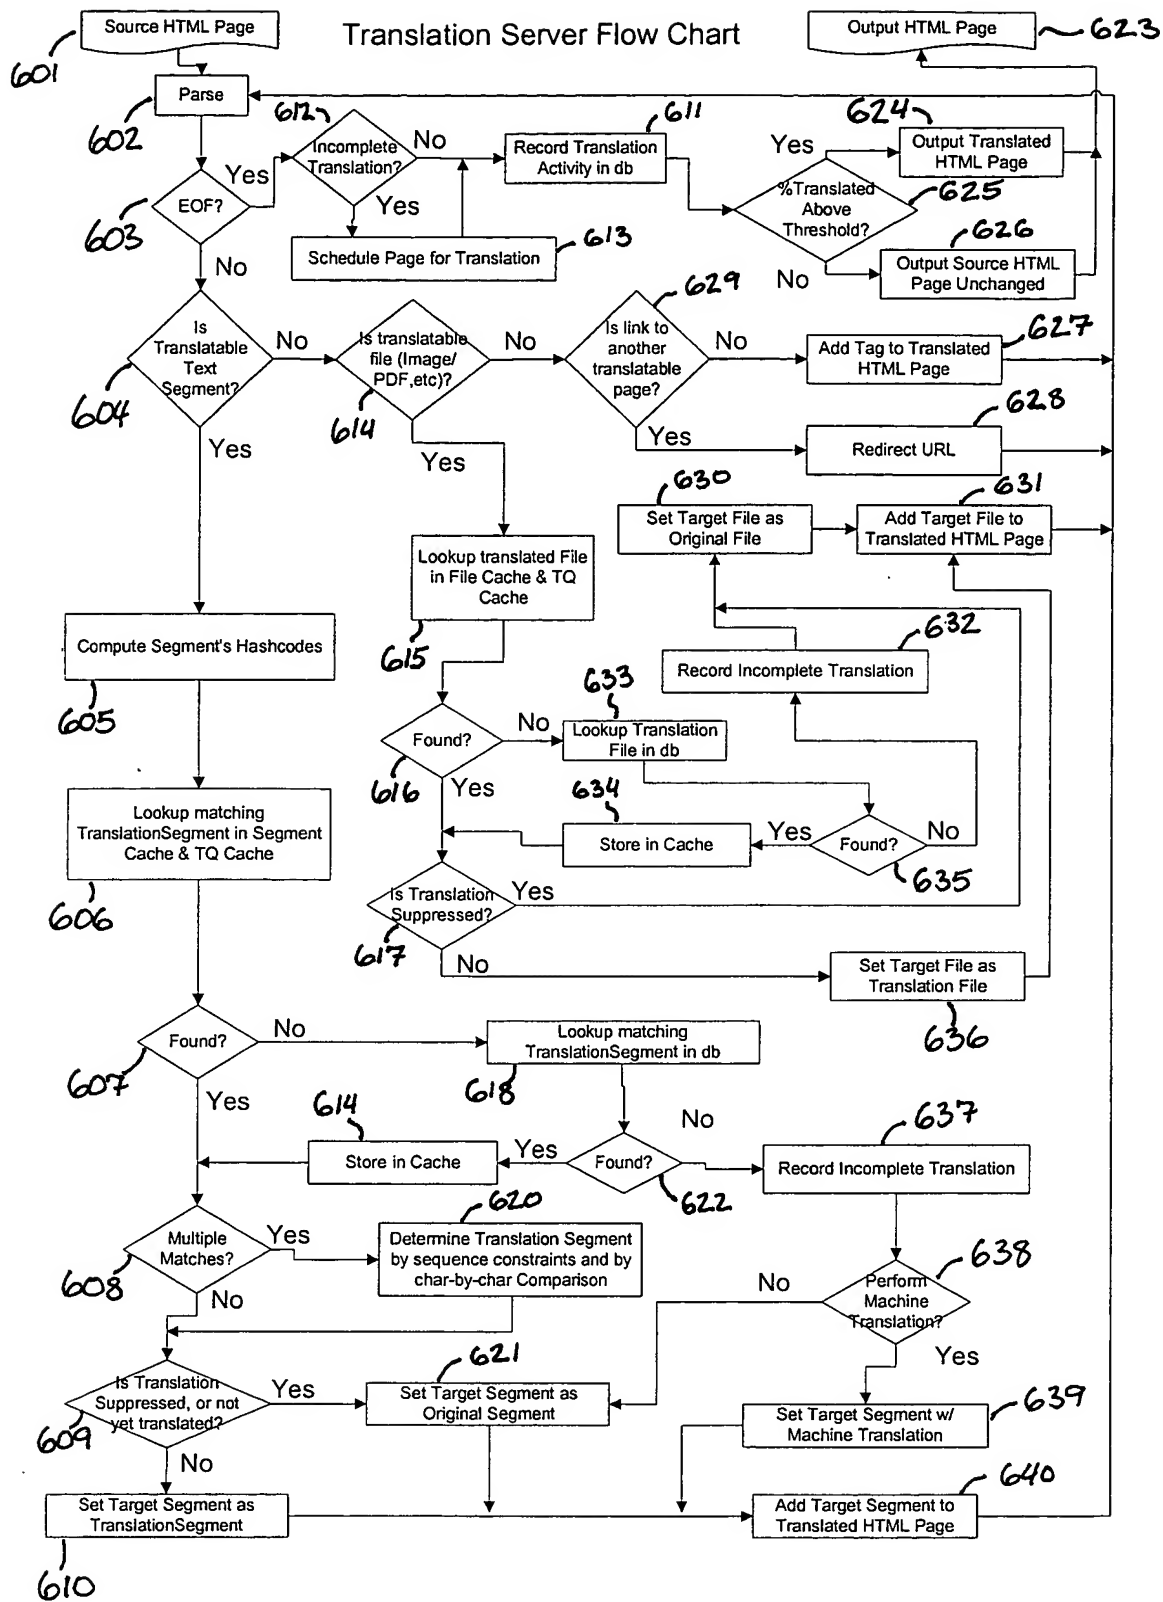 Source HTML Page
Translation Server Flow Chart
Output HTML Page
601
623
Parse
602
612
611
624
Incomplete
Translation?
No
Record Translation
Activity in db
Yes
Output Translated
HTML Page
Yes
EOF?
603
Yes
%Translated
Above
Threshold?
625
613
Schedule Page for Translation
626
No
Output Source HTML
Page Unchanged
No
629
Is
Translatable
Text
Segment?
604
No
Is translatable
file (Image/
PDF,etc)?
614
No
Is link to
another
translatable
page?
No
627
Add Tag to Translated
HTML Page
628
Yes
Yes
Yes
Redirect URL
630
631
Set Target File as
Original File
Add Target File to
Translated HTML Page
Lookup translated File
in File Cache & TQ
Cache
615
Compute Segment's Hashcodes
605
632
Record Incomplete Translation
633
Found?
616
No
Lookup Translation
File in db
Yes
634
Lookup matching
TranslationSegment in Segment
Cache & TQ Cache
606
Store in Cache
Yes
Found?
No
635
Is Translation
Suppressed?
617
Yes
No
Set Target File as
Translation File
636
Found?
607
No
Lookup matching
TranslationSegment in db
618
Yes
614
No
637
Store in Cache
Yes
Found?
622
Record Incomplete Translation
620
Multiple
Matches?
608
Yes
Determine Translation Segment
by sequence constraints and by
char-by-char Comparison
638
No
Perform
Machine
Translation?
No
Yes
621
Is Translation
Suppressed, or not
yet translated?
609
Yes
Set Target Segment as
Original Segment
639
Set Target Segment w/
Machine Translation
No
640
Set Target Segment as
TranslationSegment
610
Add Target Segment to
Translated HTML Page